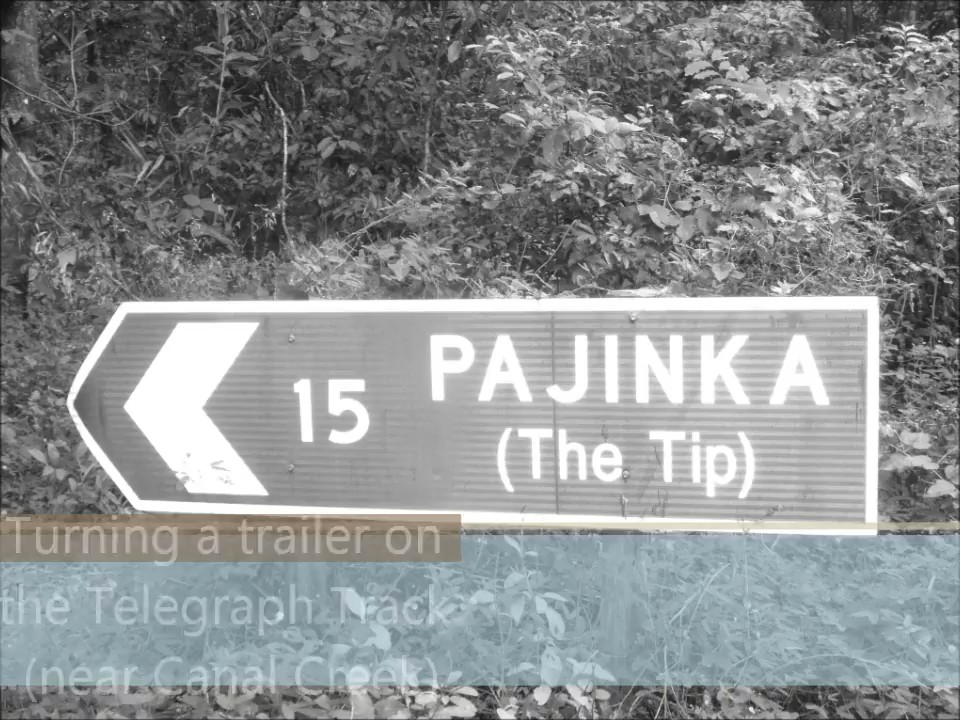 15 PAJINKA
(The Tip)
Turning a trailer on
the Telegraph Track
(near Canal Creek)